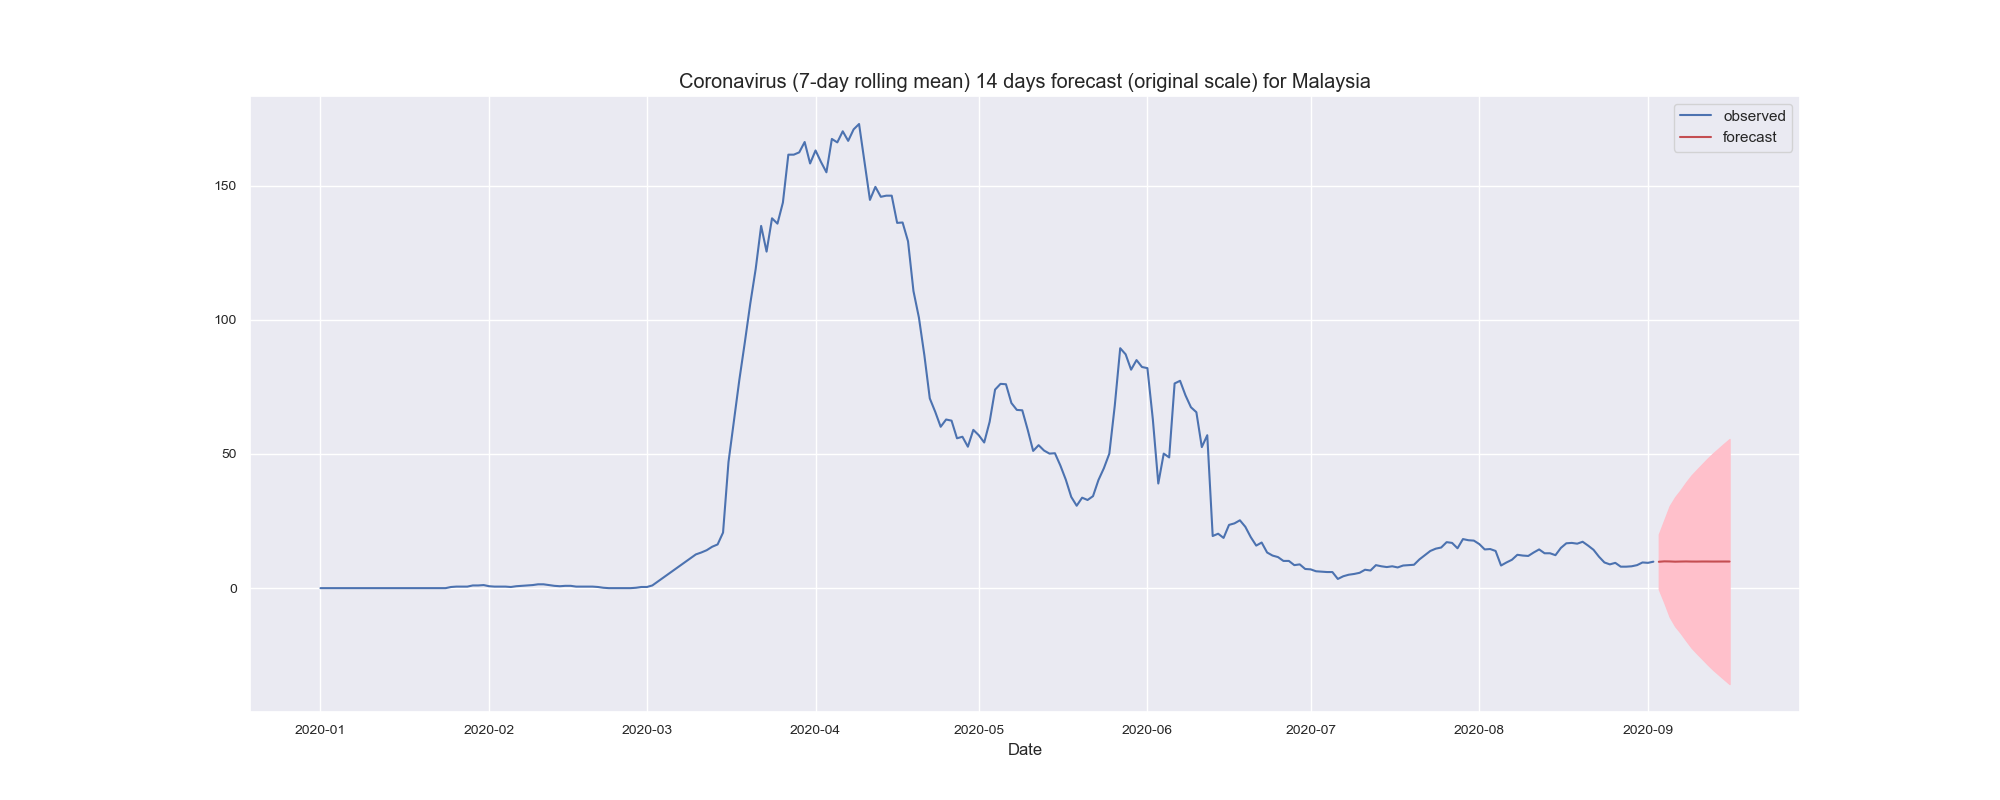 Coronavirus (7-day rolling mean) 14 days forecast (original scale) for Malaysia
observed
forecast
150
100
50
0
2020-01 2020-02 2020-03 2020-04 2020-05 2020-06 2020-07 2020-08 2020-09
Date